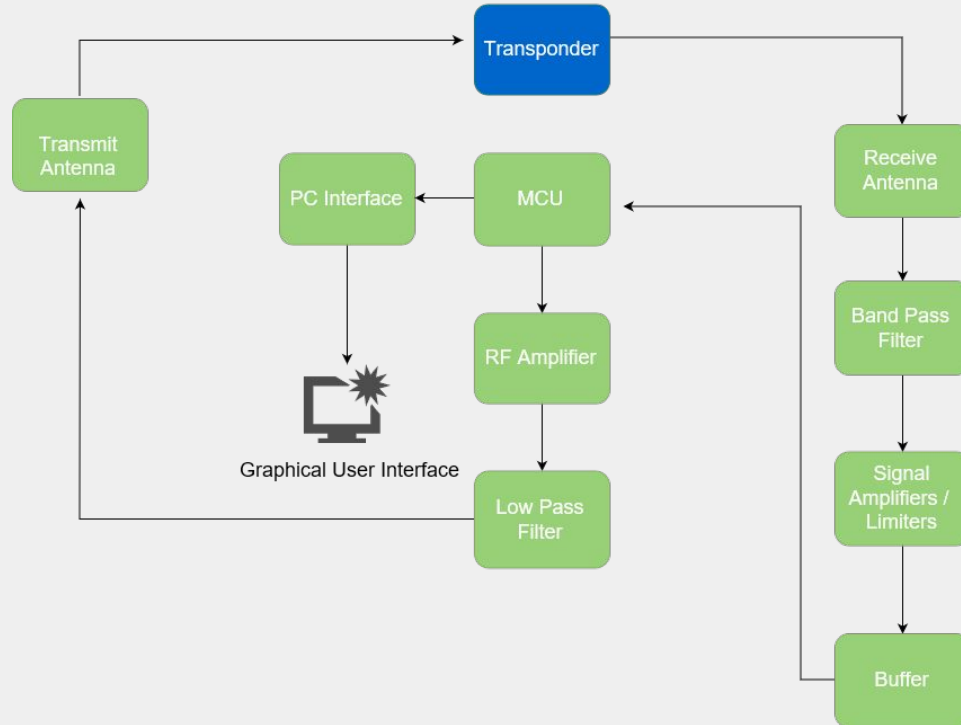 Transponder
Transmit
Antenna
Receive
Antenna
PC Interface
MCU
Band Pass
Filter
RF Amplifier
Graphical User Interface
Signal
Amplifiers /
Limiters
Low Pass
Filter
Buffer